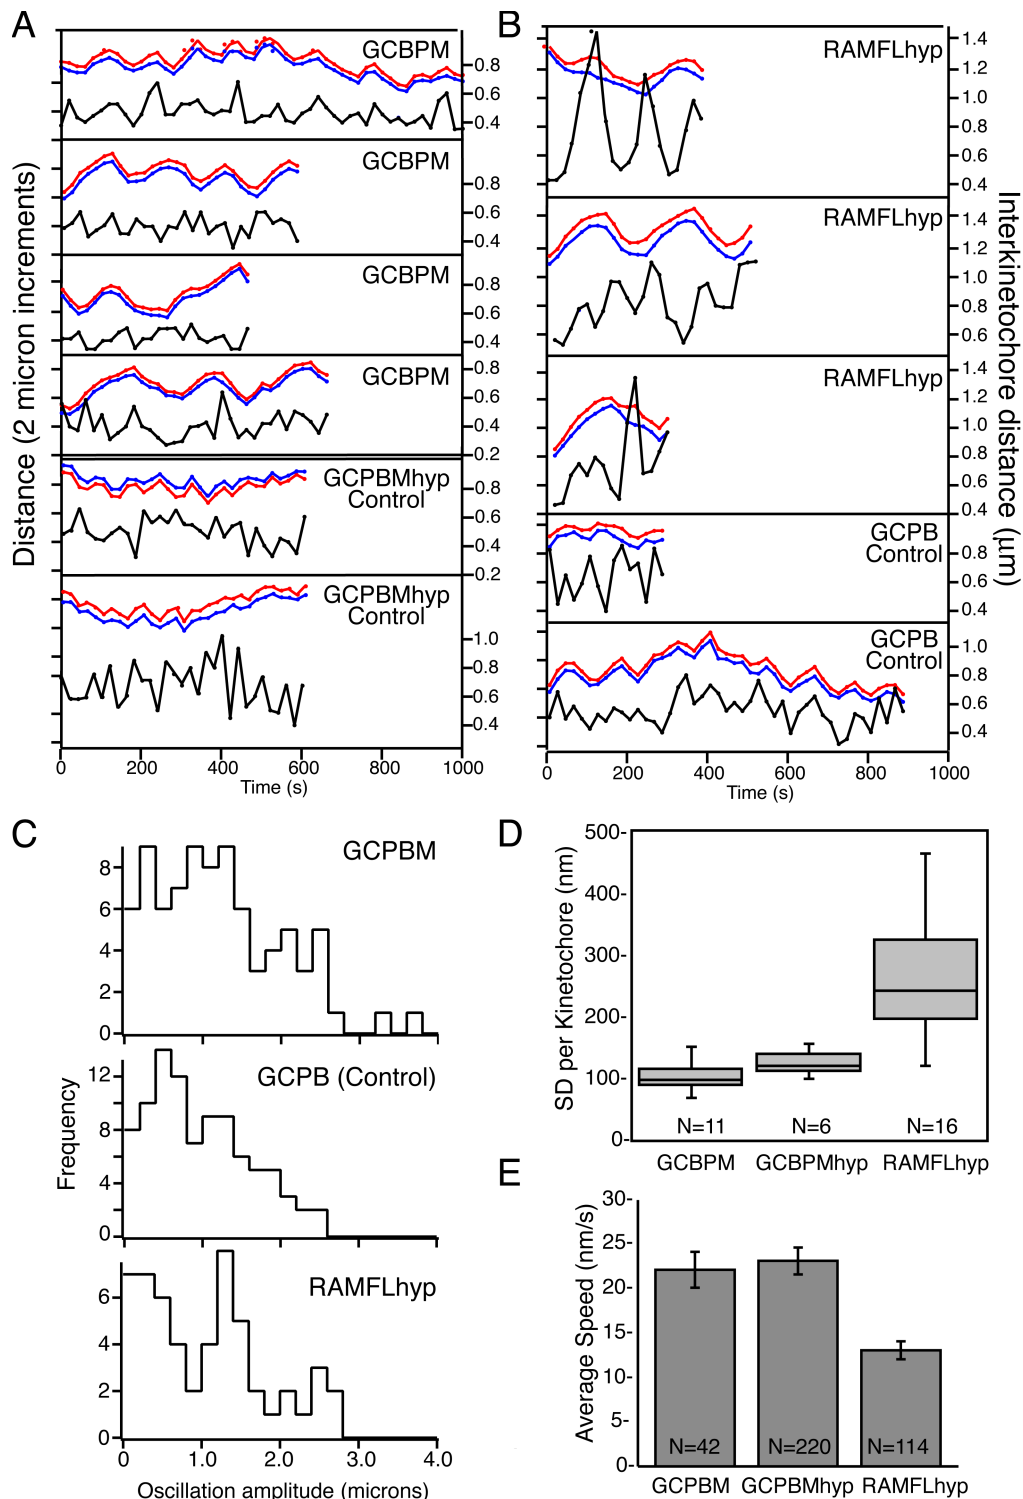 A
GCBPM
0.8
0.6
0.4
GCBPM
0.8
0.6
0.4
GCBPM
0.8
0.6
0.4
GCBPM
0.8
0.6
0.4
0.2
GCPBMhyp
Control
0.8
0.6
0.4
0.2
GCPBMhyp
Control
1.0
0.8
0.6
0.4
0 200 400 600 800 1000
Time (s)
Distance (2 micron increments)
B
RAMFLhyp
1.4
1.2
1.0
0.8
0.6
0.4
RAMFLhyp
1.4
1.2
1.0
0.8
0.6
RAMFLhyp
1.4
1.2
1.0
0.8
0.6
0.4
GCPB
Control
0.8
0.6
0.4
GCPB
Control
1.0
0.8
0.6
0.4
0 200 400 600 800 1000
Time (s)
Interkinetochore distance (μm)
C
GCPBM
8
6
4
2
0
GCPB (Control)
12
8
4
0
RAMFLhyp
6
4
2
0
0 1.0 2.0 3.0 4.0
Oscillation amplitude (microns)
Frequency
D
500-
400-
300-
200-
100-
0-
SD per Kinetochore (nm)
N=11 N=6 N=16
GCBPM GCBPMhyp RAMFLhyp
E
30-
25-
20-
15-
10-
5-
0-
Average Speed (nm/s)
N=42 N=220 N=114
GCPBM GCPBMhyp RAMFLhyp